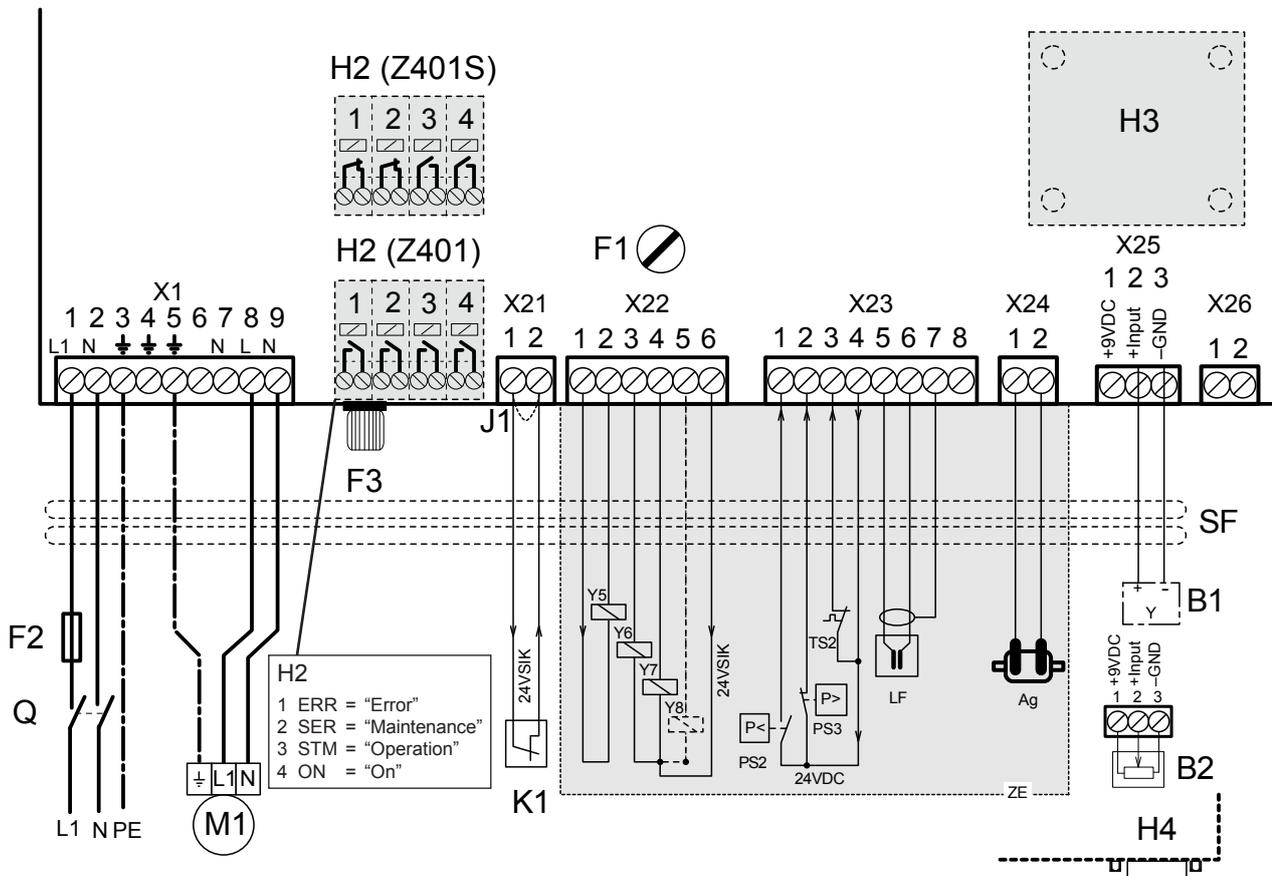 H2 (Z401S)
1 2 3 4
H3
H2 (Z401)
1 2 3 4
F1
X1
1 2 3 4 5 6 7 8 9
L1 N N L N
X21
1 2
X22
1 2 3 4 5 6
X23
1 2 3 4 5 6 7 8
X24
1 2
X25
1 2 3
+9VDC
+Input
–GND
X26
1 2
J1
F3
SF
F2
Q
L1 N PE
L1 N
M1
H2
1 ERR = “Error”
2 SER = “Maintenance”
3 STM = “Operation”
4 ON = “On”
24VSIK
K1
Y5
Y6
Y7
Y8
24VSIK
TS2
P<
PS2
P>
PS3
24VDC
LF
Ag
ZE
+ -
Y
B1
+9VDC
+Input
–GND
1 2 3
B2
H4